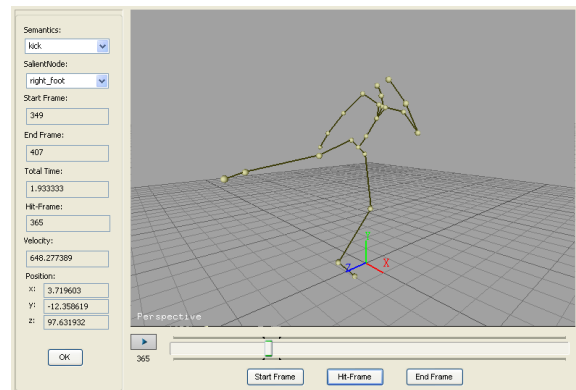 Semantics:
kick
SalientNode:
right_foot
Start Frame:
349
End Frame:
407
Total Time:
1.933333
Hit-Frame:
365
Velocity:
648.277389
Position:
x: 3.719603
y: -12.358619
z: 97.631932
OK
Z X
Perspective
365
Start Frame Hit-Frame End Frame